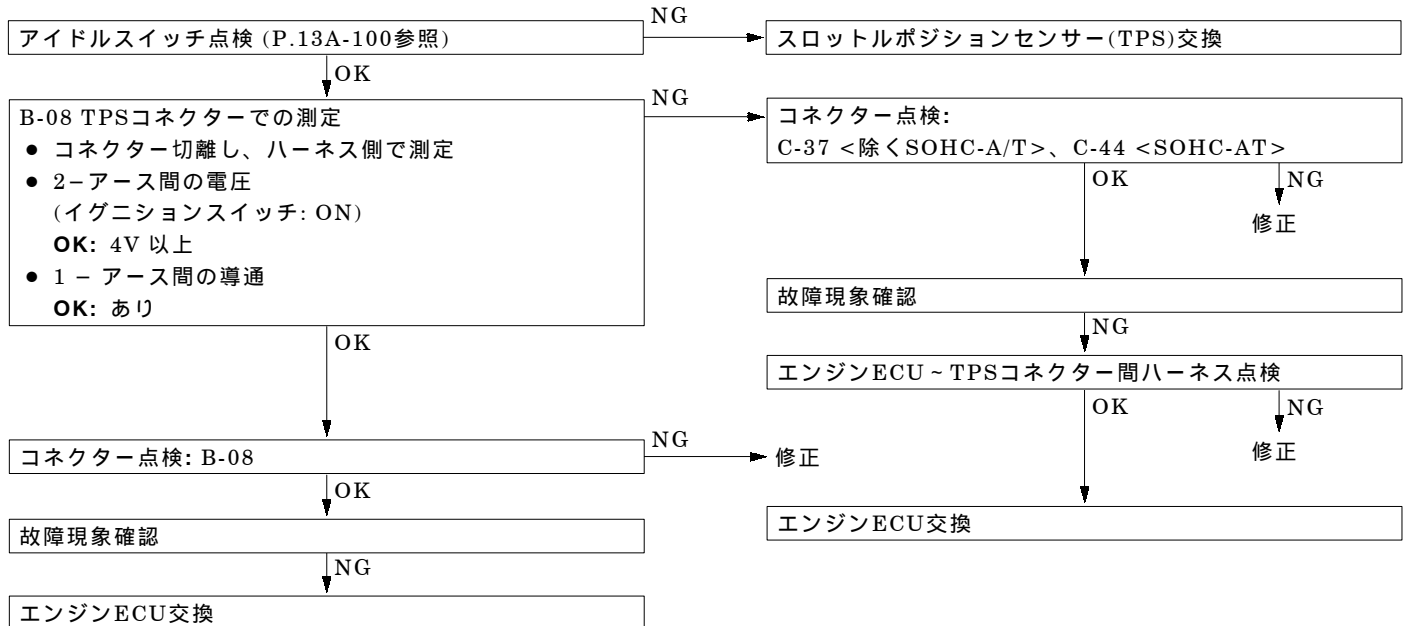 アイドルスイッチ点検 (P.13A-100参照)
NG
スロットルポジションセンサー(TPS)交換
OK
B-08 TPSコネクターでの測定
● コネクター切離し、ハーネス側で測定
● 2−アース間の電圧
(イグニションスイッチ: ON)
OK: 4V 以上
● 1 − アース間の導通
OK: あり
NG
コネクター点検:
C-37 <除くSOHC-A/T>、C-44 <SOHC-AT>
OK
NG
修正
故障現象確認
NG
エンジンECU ~ TPSコネクター間ハーネス点検
OK
NG
修正
エンジンECU交換
OK
コネクター点検: B-08
NG
修正
OK
故障現象確認
NG
エンジンECU交換